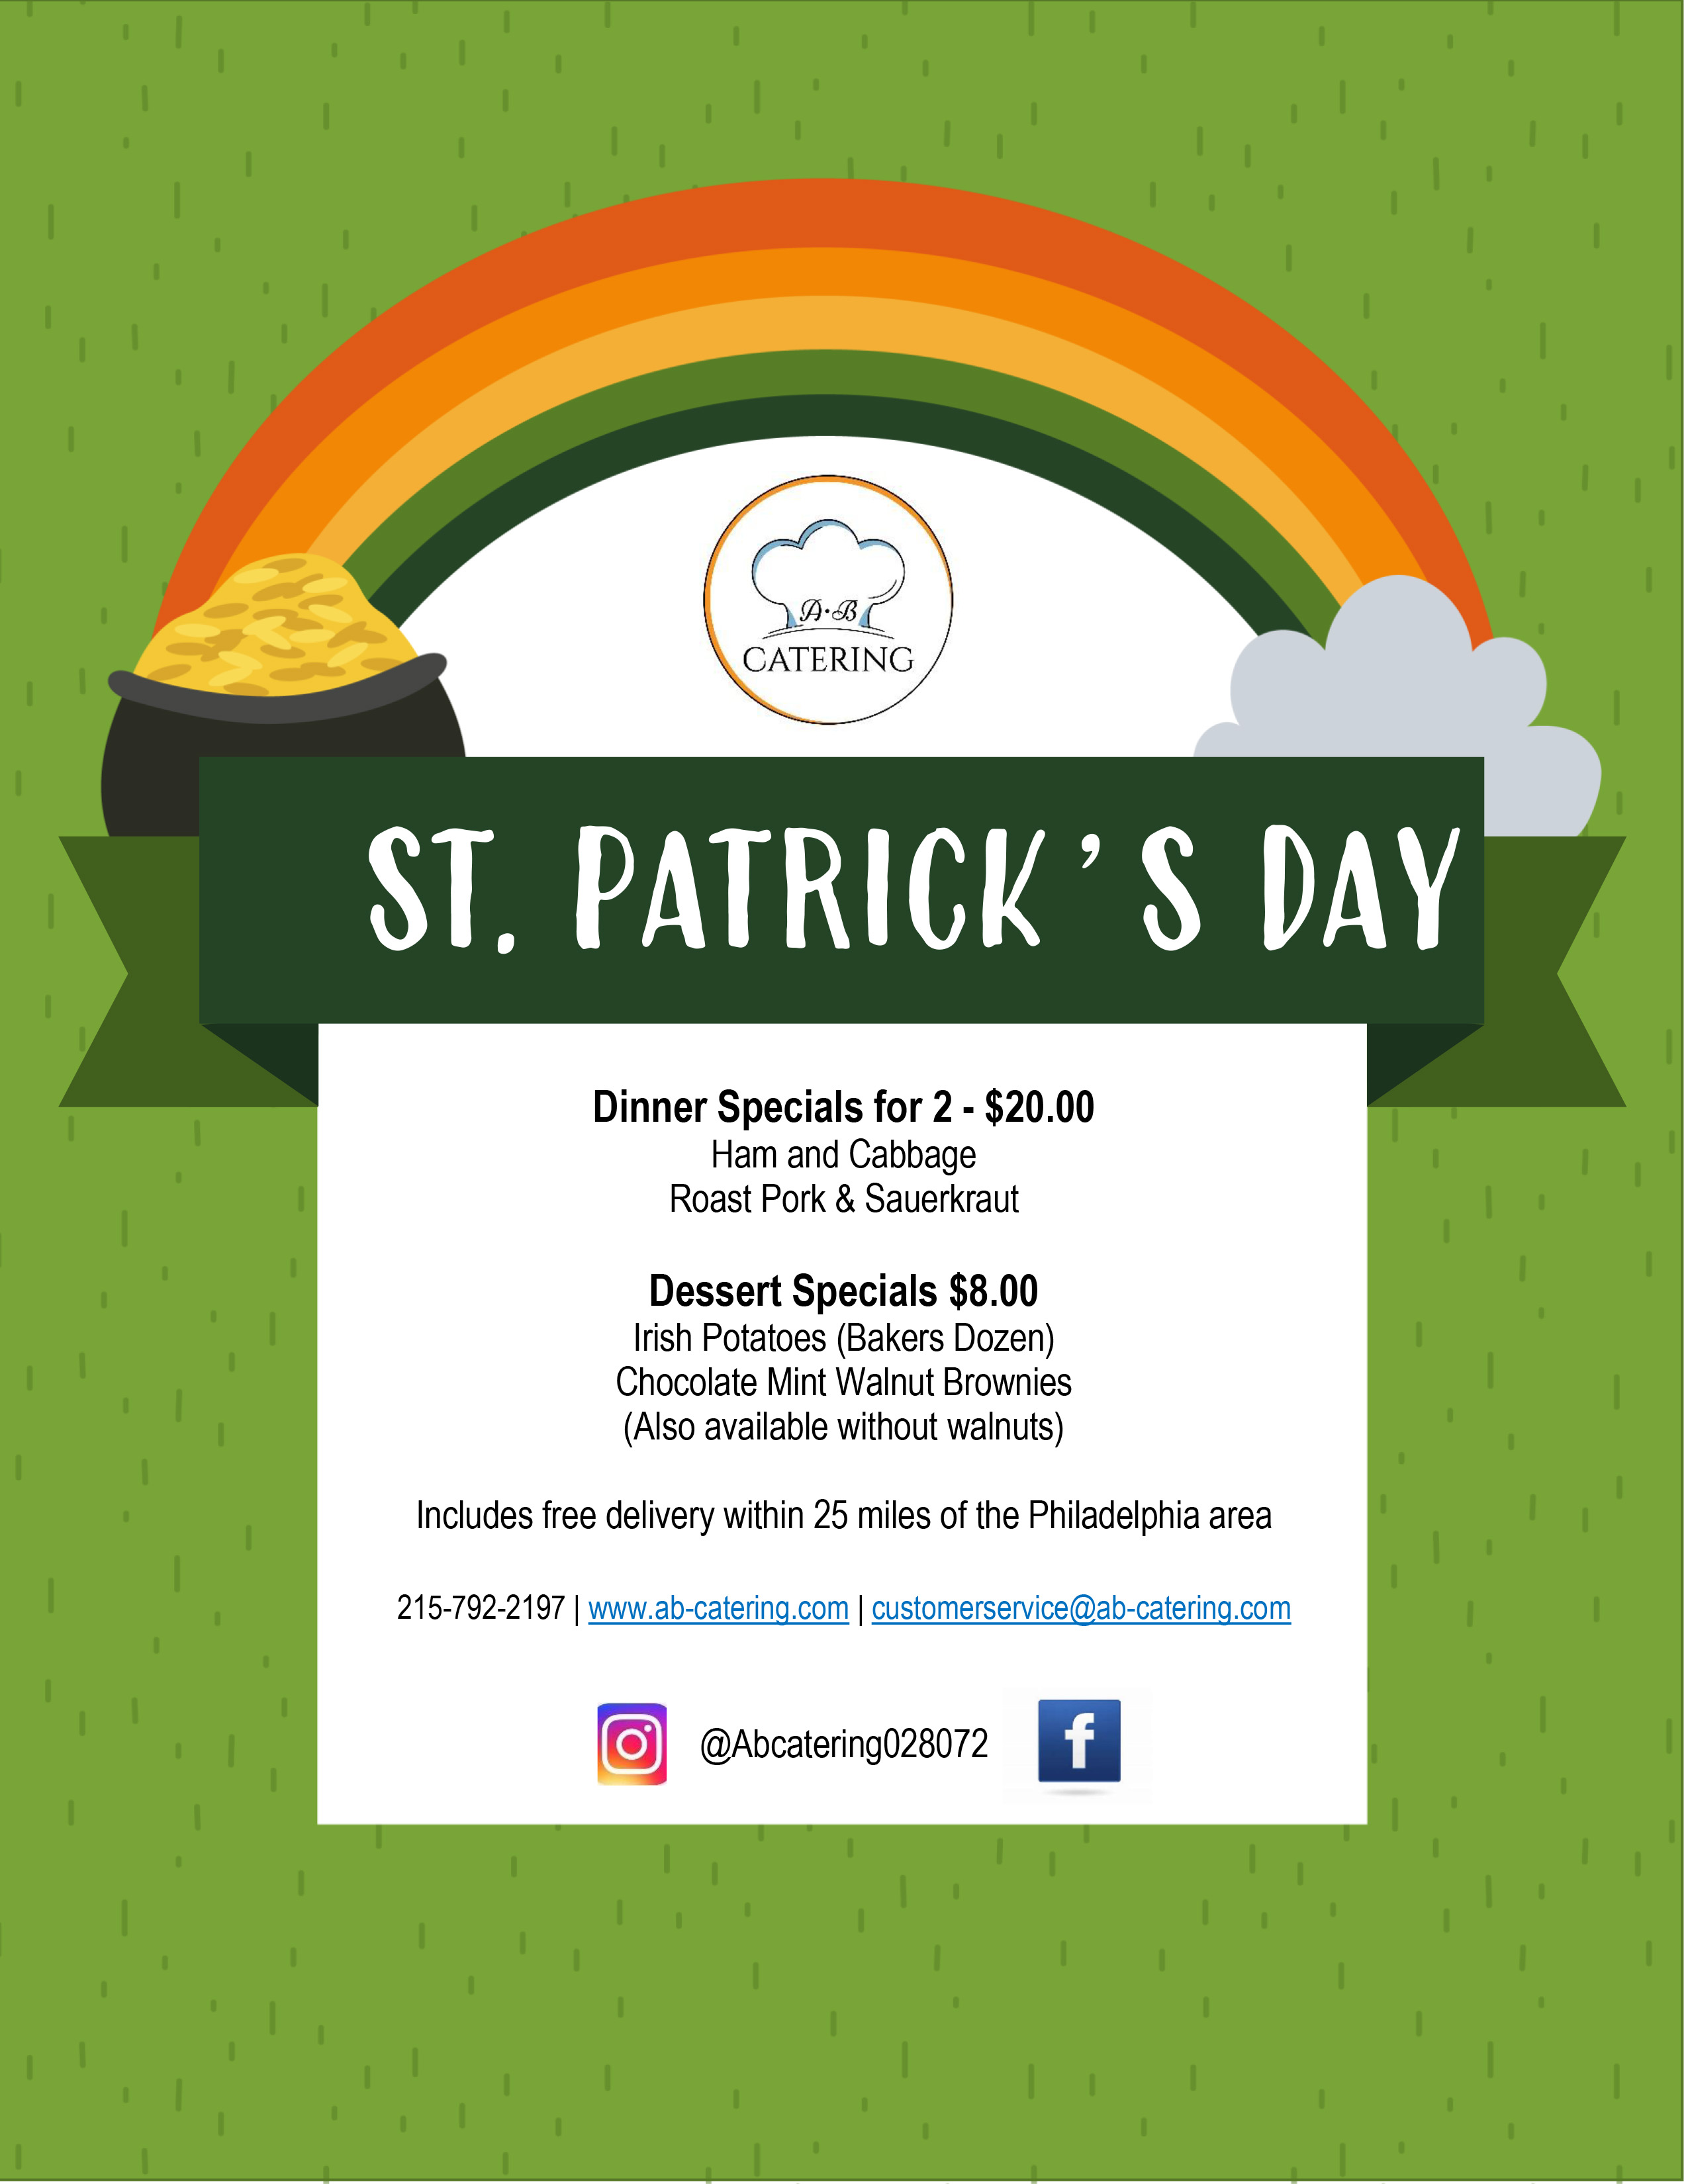 A·B
CATERING
ST. PATRICK'S DAY
Dinner Specials for 2 - $20.00
Ham and Cabbage
Roast Pork & Sauerkraut
Dessert Specials $8.00
Irish Potatoes (Bakers Dozen)
Chocolate Mint Walnut Brownies
(Also available without walnuts)
Includes free delivery within 25 miles of the Philadelphia area
215-792-2197 | www.ab-catering.com | customerservice@ab-catering.com
@Abcatering028072